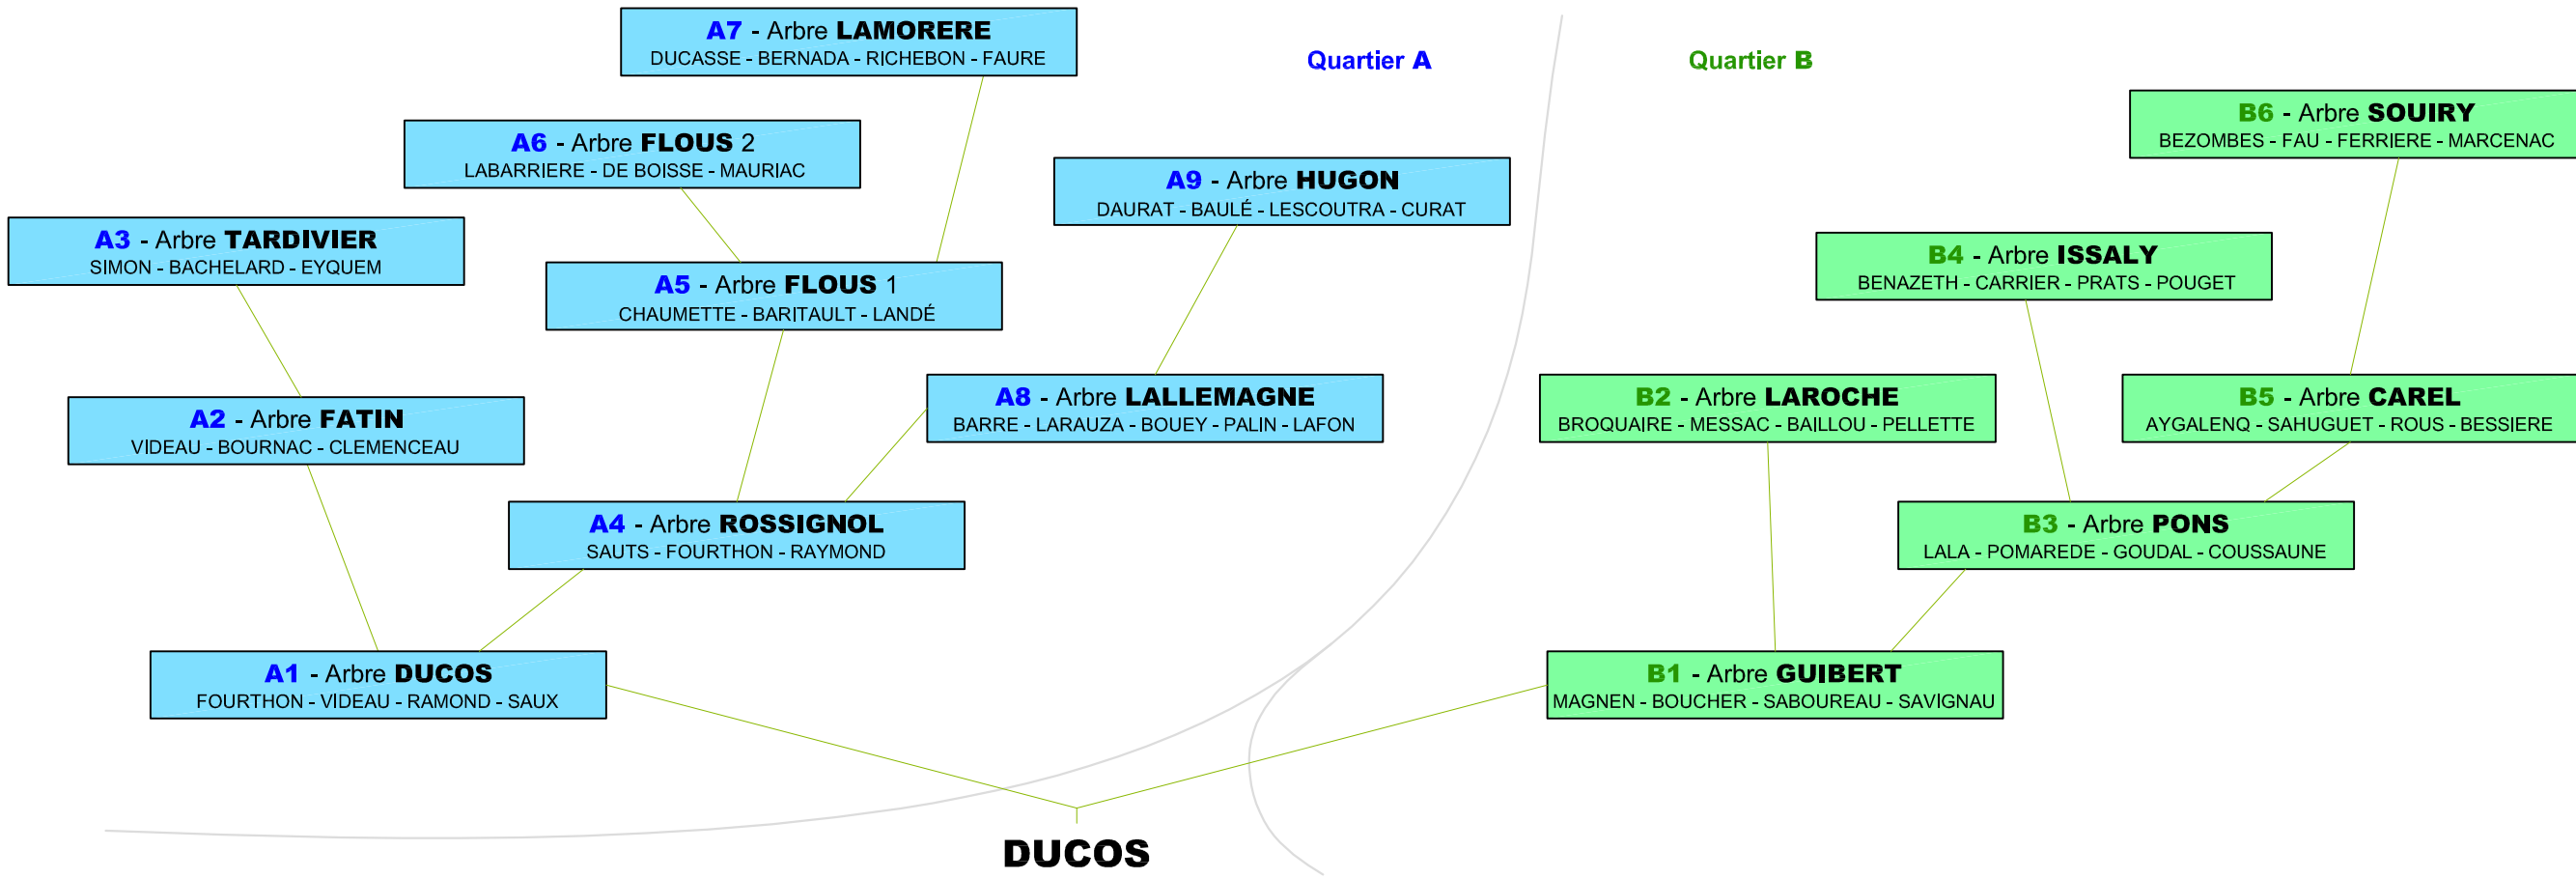 A7 - Arbre LAMORERE
DUCASSE - BERNADA - RICHEBON - FAURE
Quartier A
Quartier B
B6 - Arbre SOUIRY
BEZOMBES - FAU - FERRIERE - MARCENAC
A6 - Arbre FLOUS 2
LABARRIERE - DE BOISSE - MAURIAC
A9 - Arbre HUGON
DAURAT - BAULÉ - LESCOUTRA - CURAT
A3 - Arbre TARDIVIER
SIMON - BACHELARD - EYQUEM
B4 - Arbre ISSALY
BENAZETH - CARRIER - PRATS - POUGET
A5 - Arbre FLOUS 1
CHAUMETTE - BARITAULT - LANDÉ
A2 - Arbre FATIN
VIDEAU - BOURNAC - CLEMENCEAU
A8 - Arbre LALLEMAGNE
BARRE - LARAUZA - BOUEY - PALIN - LAFON
B2 - Arbre LAROCHE
BROQUAIRE - MESSAC - BAILLOU - PELLETTE
B5 - Arbre CAREL
AYGALENQ - SAHUGUET - ROUS - BESSIERE
A4 - Arbre ROSSIGNOL
SAUTS - FOURTHON - RAYMOND
B3 - Arbre PONS
LALA - POMAREDE - GOUDAL - COUSSAUNE
A1 - Arbre DUCOS
FOURTHON - VIDEAU - RAMOND - SAUX
B1 - Arbre GUIBERT
MAGNEN - BOUCHER - SABOUREAU - SAVIGNAU
DUCOS